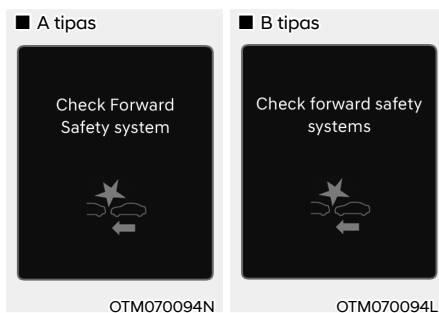 ■ A tipas
Check Forward
Safety system
OTM070094N
■ B tipas
Check forward safety
systems
OTM070094L